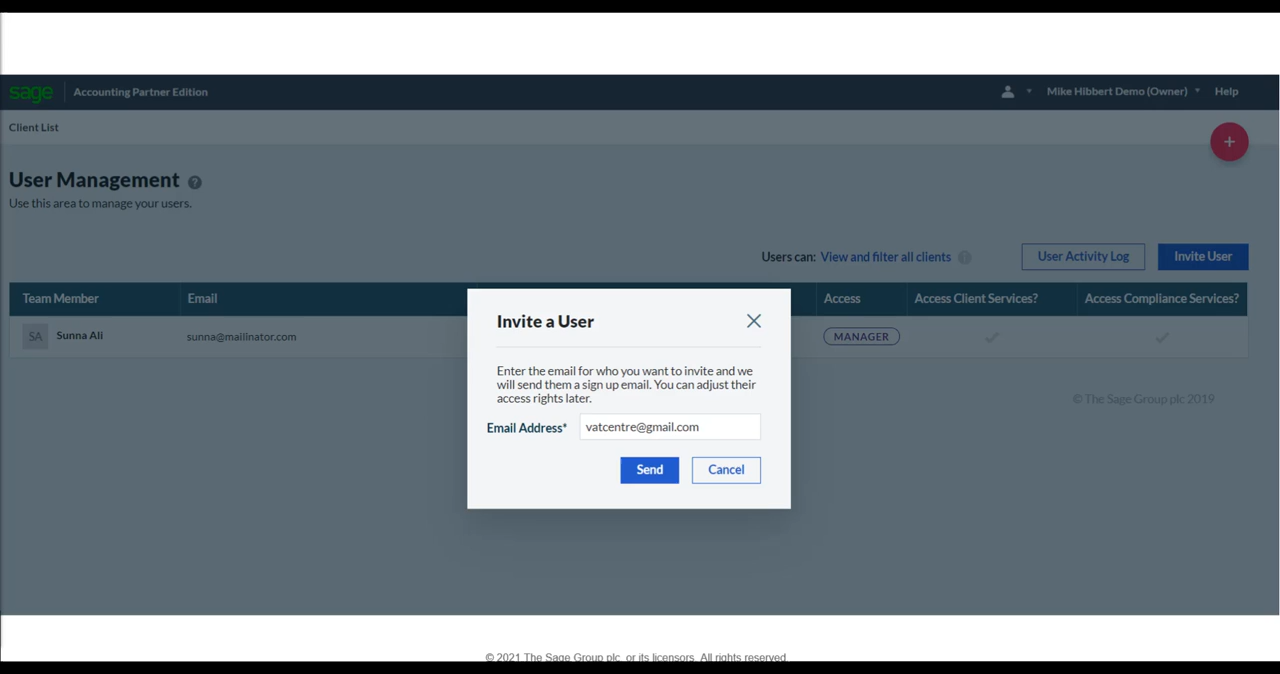 sage Accounting Partner Edition Mike Hibbert Demo (Owner) Help
Client List
+
User Management ?
Use this area to manage your users.
Users can: View and filter all clients User Activity Log Invite User
Team Member Email Access Access Client Services? Access Compliance Services?
SA Sunna Ali sunna@mailinator.com MANAGER
Invite a User
Enter the email for who you want to invite and we
will send them a sign up email. You can adjust their
access rights later.
Email Address* vatcentre@gmail.com
Send Cancel
© The Sage Group plc 2019
© 2021 The Sage Group plc, or its licensors. All rights reserved.